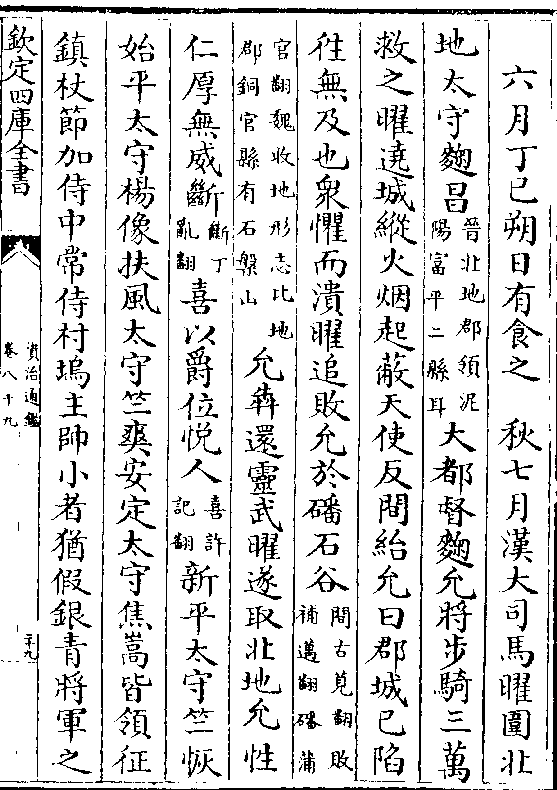 六月丁巳朔日有食之　秋七月漢大司馬曜圍北
地太守麴昌晉北地郡領泥陽富平二縣耳大都督麴允將步騎三萬
救之曜遶城縱火烟起蔽天使反間紿允曰郡城已陷
往無及也衆懼而潰曜追敗允於磻石谷間古莧翻敗補邁翻磻蒲
官翻魏收地形志比地郡銅官縣有石槃山允犇還靈武曜遂取北地允性
仁厚無威斷斷丁亂翻喜以爵位悅人喜許記翻新平太守竺恢
始平太守楊像扶風太守竺爽安定太守焦嵩皆領征
鎮杖節加侍中常侍村塢主帥小者猶假銀青將軍之
欽定四庫全書
資治通鑑
卷八十九